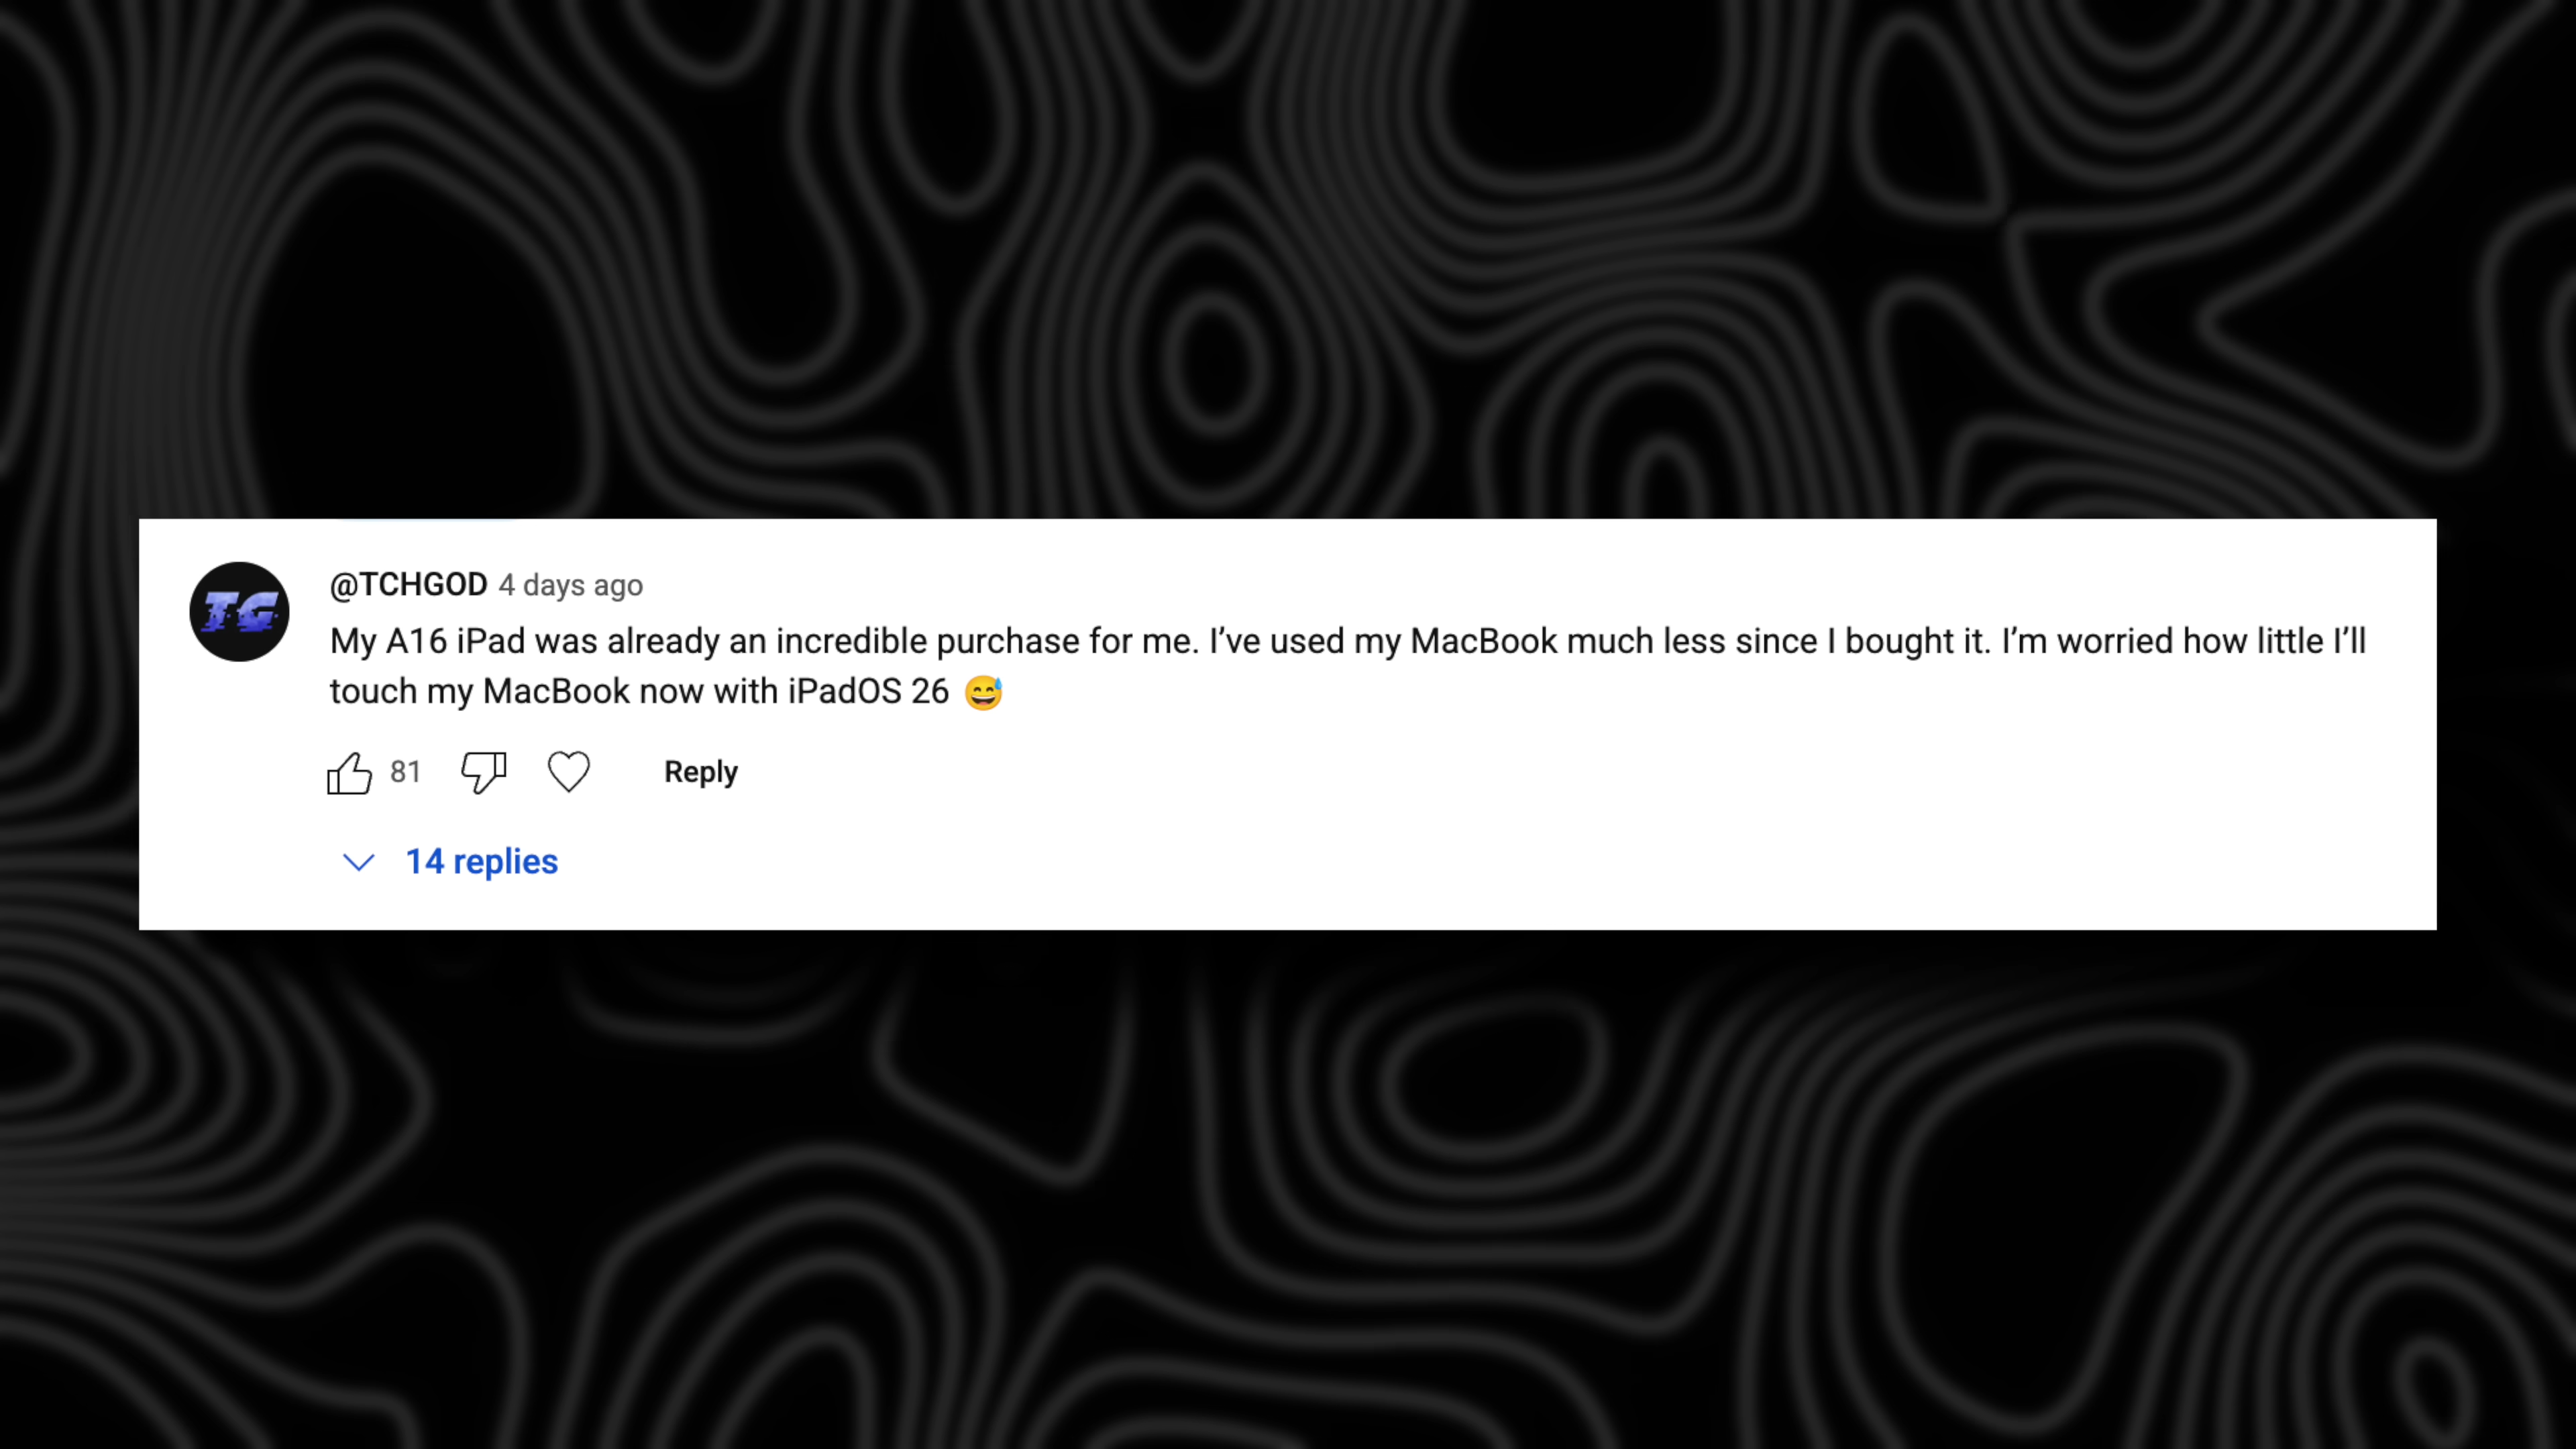 TG
@TCHGOD 4 days ago
My A16 iPad was already an incredible purchase for me. I’ve used my MacBook much less since I bought it. I’m worried how little I’ll
touch my MacBook now with iPadOS 26 😅
81 Reply
14 replies